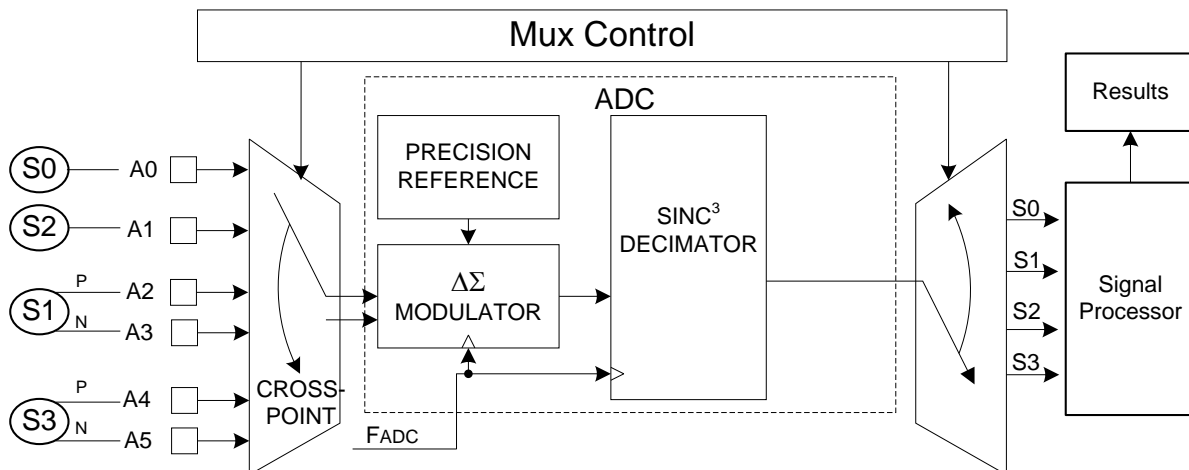 Mux Control
ADC
Results
PRECISION
REFERENCE
SINC³
DECIMATOR
ΔΣ
MODULATOR
S0
A0
S2
A1
S1
P
A2
N
A3
S3
P
A4
N
A5
CROSS-
POINT
FADC
S0
S1
S2
S3
Signal
Processor